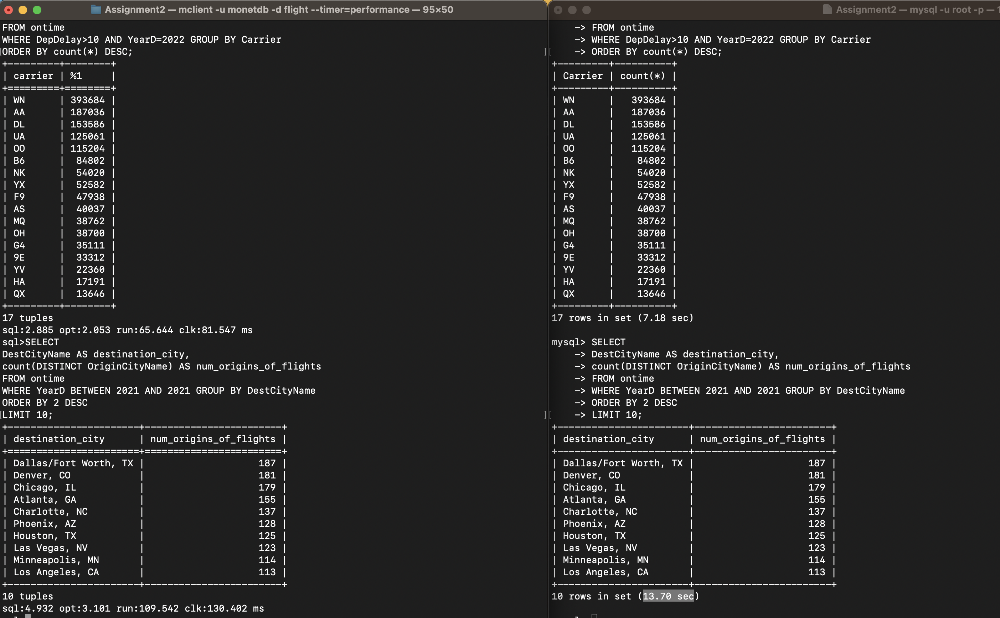 Assignment2 — mclient -u monetdb -d flight --timer=performance — 95×50
FROM ontime
WHERE DepDelay>10 AND YearD=2022 GROUP BY Carrier
[ORDER BY count(*) DESC; ]
+---------+--------+
| carrier | %1     |
+=========+========+
| WN      | 393684 |
| AA      | 187036 |
| DL      | 153586 |
| UA      | 125061 |
| OO      | 115204 |
| B6      |  84802 |
| NK      |  54020 |
| YX      |  52582 |
| F9      |  47938 |
| AS      |  40037 |
| MQ      |  38762 |
| OH      |  38700 |
| G4      |  35111 |
| 9E      |  33312 |
| YV      |  22360 |
| HA      |  17191 |
| QX      |  13646 |
+---------+--------+
17 tuples
sql:2.885 opt:2.053 run:65.644 clk:81.547 ms
sql>SELECT
DestCityName AS destination_city,
count(DISTINCT OriginCityName) AS num_origins_of_flights
FROM ontime
WHERE YearD BETWEEN 2021 AND 2021 GROUP BY DestCityName
ORDER BY 2 DESC
[LIMIT 10; ]
+-----------------------+------------------------+
| destination_city      | num_origins_of_flights |
+=======================+========================+
| Dallas/Fort Worth, TX |                    187 |
| Denver, CO            |                    181 |
| Chicago, IL           |                    179 |
| Atlanta, GA           |                    155 |
| Charlotte, NC         |                    137 |
| Phoenix, AZ           |                    128 |
| Houston, TX           |                    125 |
| Las Vegas, NV         |                    123 |
| Minneapolis, MN       |                    114 |
| Los Angeles, CA       |                    113 |
+-----------------------+------------------------+
10 tuples
sql:4.932 opt:3.101 run:109.542 clk:130.402 ms
Assignment2 — mysql -u root -p —
    -> FROM ontime
    -> WHERE DepDelay>10 AND YearD=2022 GROUP BY Carrier
[    -> ORDER BY count(*) DESC;
+---------+----------+
| Carrier | count(*) |
+---------+----------+
| WN      |   393684 |
| AA      |   187036 |
| DL      |   153586 |
| UA      |   125061 |
| OO      |   115204 |
| B6      |    84802 |
| NK      |    54020 |
| YX      |    52582 |
| F9      |    47938 |
| AS      |    40037 |
| MQ      |    38762 |
| OH      |    38700 |
| G4      |    35111 |
| 9E      |    33312 |
| YV      |    22360 |
| HA      |    17191 |
| QX      |    13646 |
+---------+----------+
17 rows in set (7.18 sec)
mysql> SELECT
    -> DestCityName AS destination_city,
    -> count(DISTINCT OriginCityName) AS num_origins_of_flights
    -> FROM ontime
    -> WHERE YearD BETWEEN 2021 AND 2021 GROUP BY DestCityName
    -> ORDER BY 2 DESC
[    -> LIMIT 10;
+-----------------------+------------------------+
| destination_city      | num_origins_of_flights |
+-----------------------+------------------------+
| Dallas/Fort Worth, TX |                    187 |
| Denver, CO            |                    181 |
| Chicago, IL           |                    179 |
| Atlanta, GA           |                    155 |
| Charlotte, NC         |                    137 |
| Phoenix, AZ           |                    128 |
| Houston, TX           |                    125 |
| Las Vegas, NV         |                    123 |
| Minneapolis, MN       |                    114 |
| Los Angeles, CA       |                    113 |
+-----------------------+------------------------+
10 rows in set (13.70 sec)